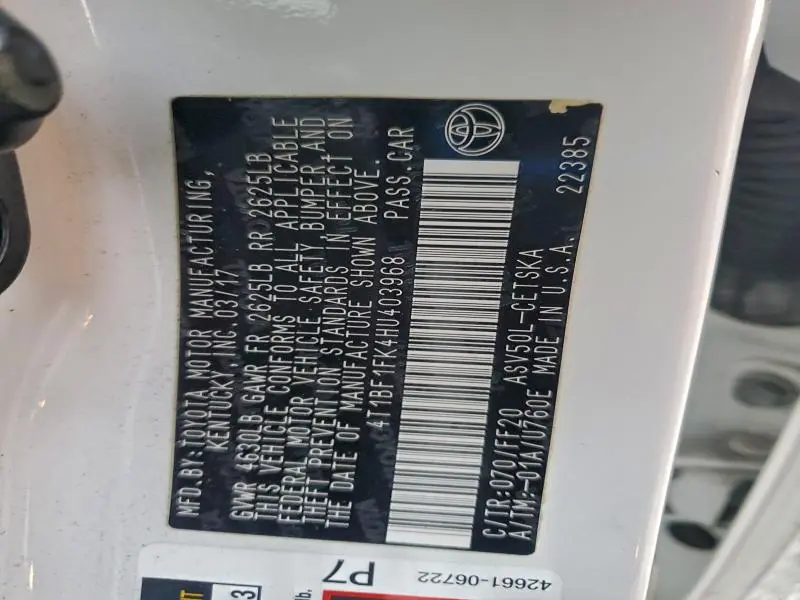 MFD.BY:TOYOTA MOTOR MANUFACTURING,
KENTUCKY, INC.03/17
GVWR 4630LB GAWR FR 2625LB RR 2625LB
THIS VEHICLE CONFORMS TO ALL APPLICABLE
FEDERAL MOTOR VEHICLE SAFETY BUMPER, AND
THEFT PREVENTION STANDARDS IN EFFECT ON
THE DATE OF MANUFACTURE SHOWN ABOVE.
4T1BF1FK4HU403968 PASS.CAR
C/TR:070/FF20 ASV50L-CETSKA
A/TM:-01A/U760E MADE IN U.S.A. 22385
42661-06722
P7
lb.
3